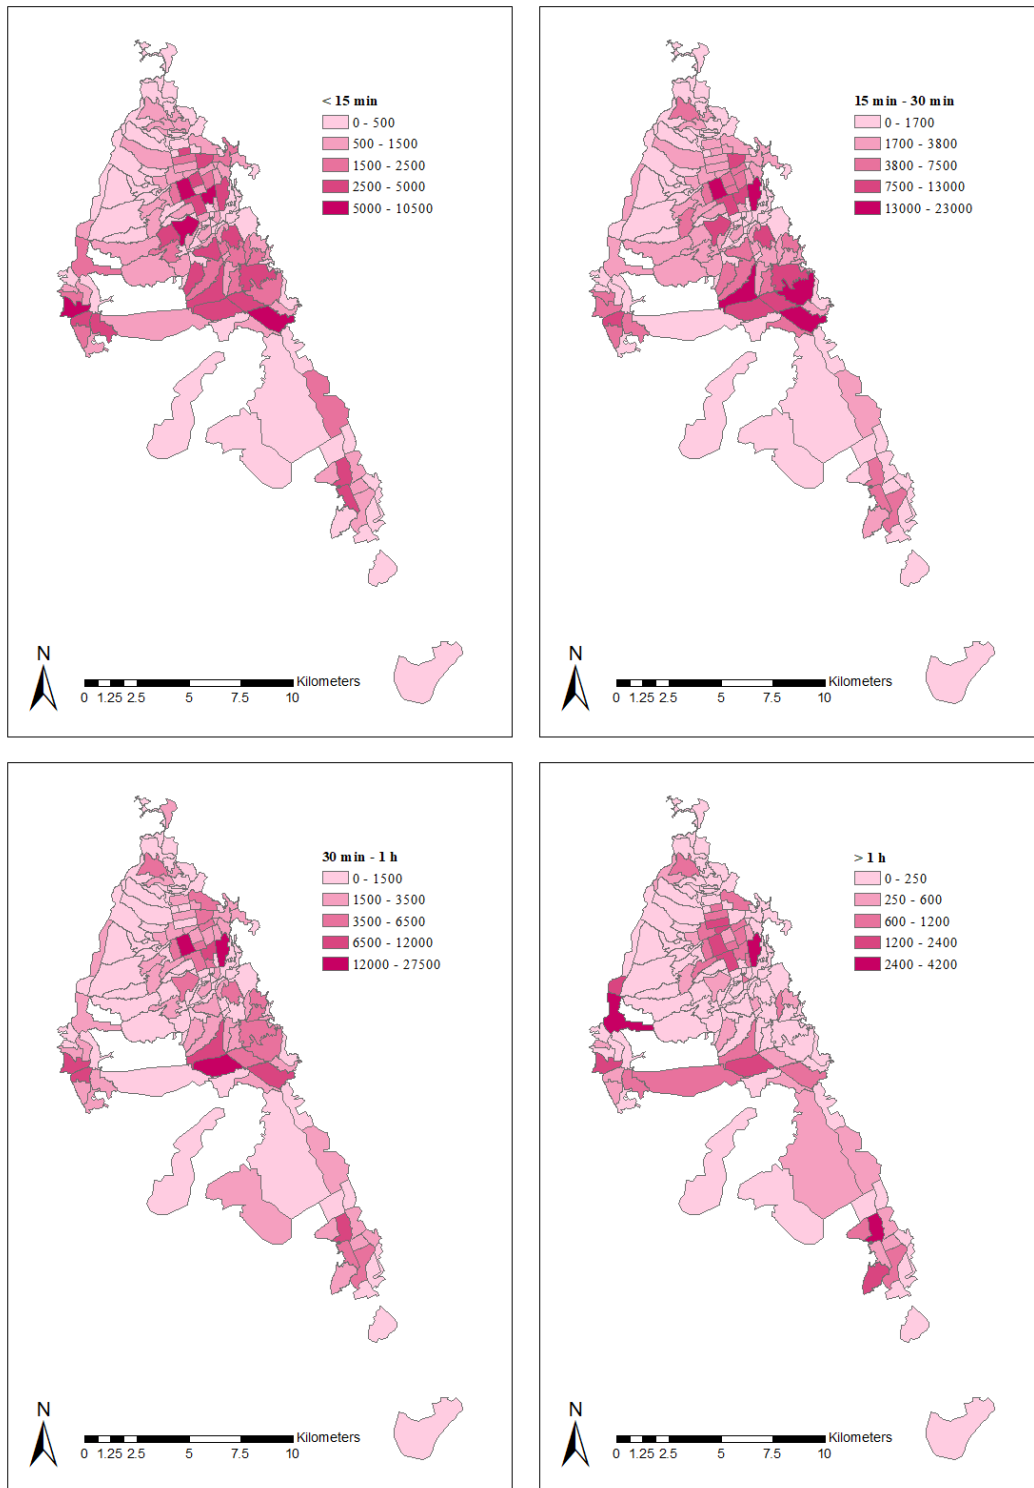 < 15 min
0 - 500
500 - 1500
1500 - 2500
2500 - 5000
5000 - 10500
N
Kilometers
0 1.25 2.5 5 7.5 10
15 min - 30 min
0 - 1700
1700 - 3800
3800 - 7500
7500 - 13000
13000 - 23000
N
Kilometers
0 1.25 2.5 5 7.5 10
30 min - 1 h
0 - 1500
1500 - 3500
3500 - 6500
6500 - 12000
12000 - 27500
N
Kilometers
0 1.25 2.5 5 7.5 10
> 1 h
0 - 250
250 - 600
600 - 1200
1200 - 2400
2400 - 4200
N
Kilometers
0 1.25 2.5 5 7.5 10